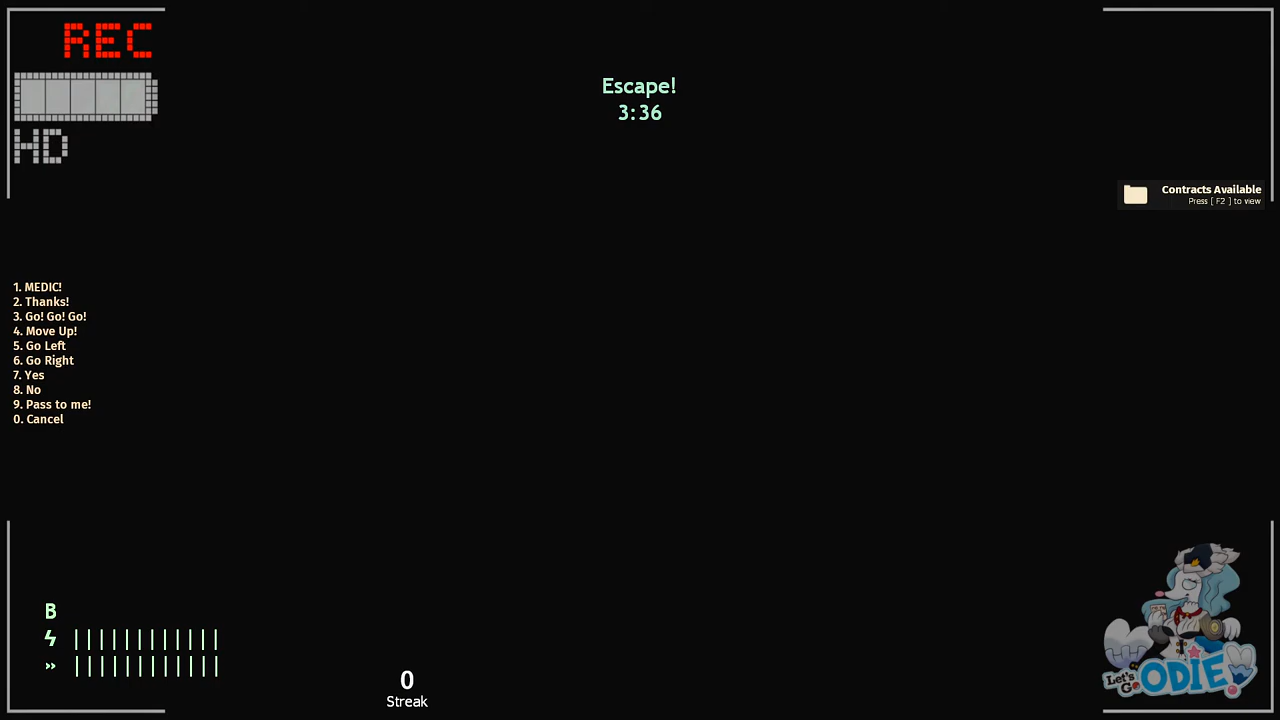 REC
HD
Escape!
3:36
Contracts Available
Press [ F2 ] to view
1. MEDIC!
2. Thanks!
3. Go! Go! Go!
4. Move Up!
5. Go Left
6. Go Right
7. Yes
8. No
9. Pass to me!
0. Cancel
B
0
Streak
Let's
Go
ODIE!